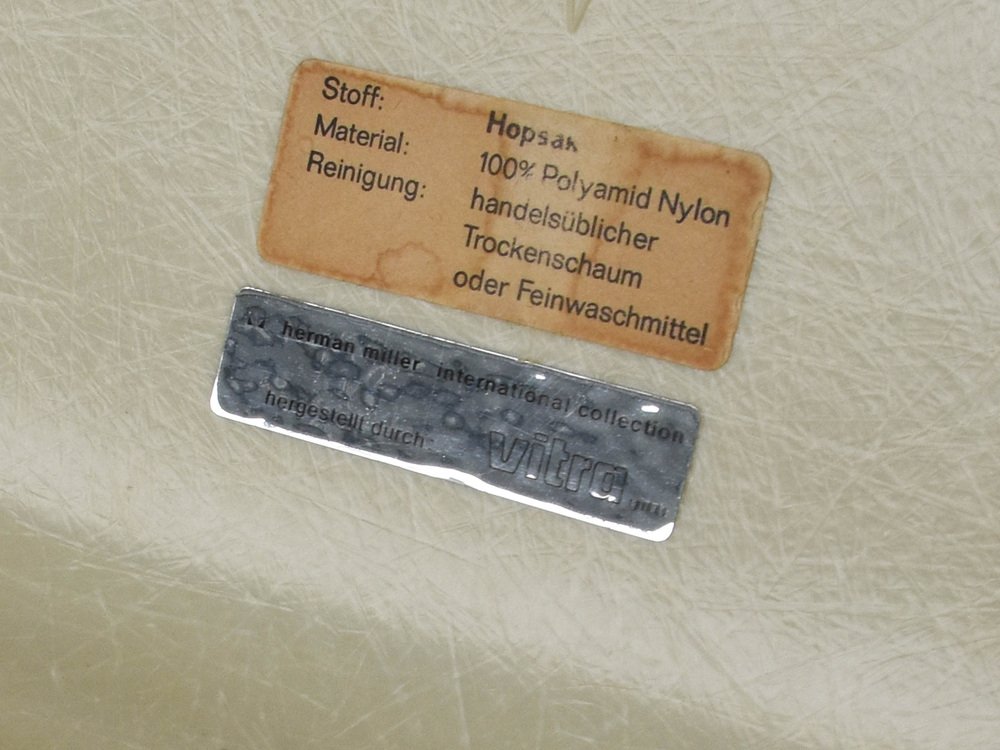 Stoff: Hopsak
Material: 100% Polyamid Nylon
Reinigung: handelsüblicher
Trockenschaum
oder Feinwaschmittel
herman miller international collection
hergestellt durch vitra